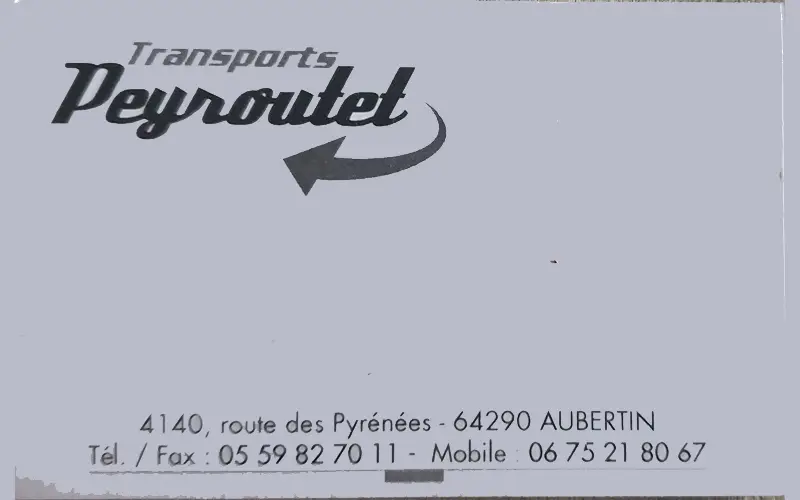 Transports
Peyroutet
4140, route des Pyrénées - 64290 AUBERTIN
Tél. / Fax : 05 59 82 70 11 - Mobile : 06 75 21 80 67